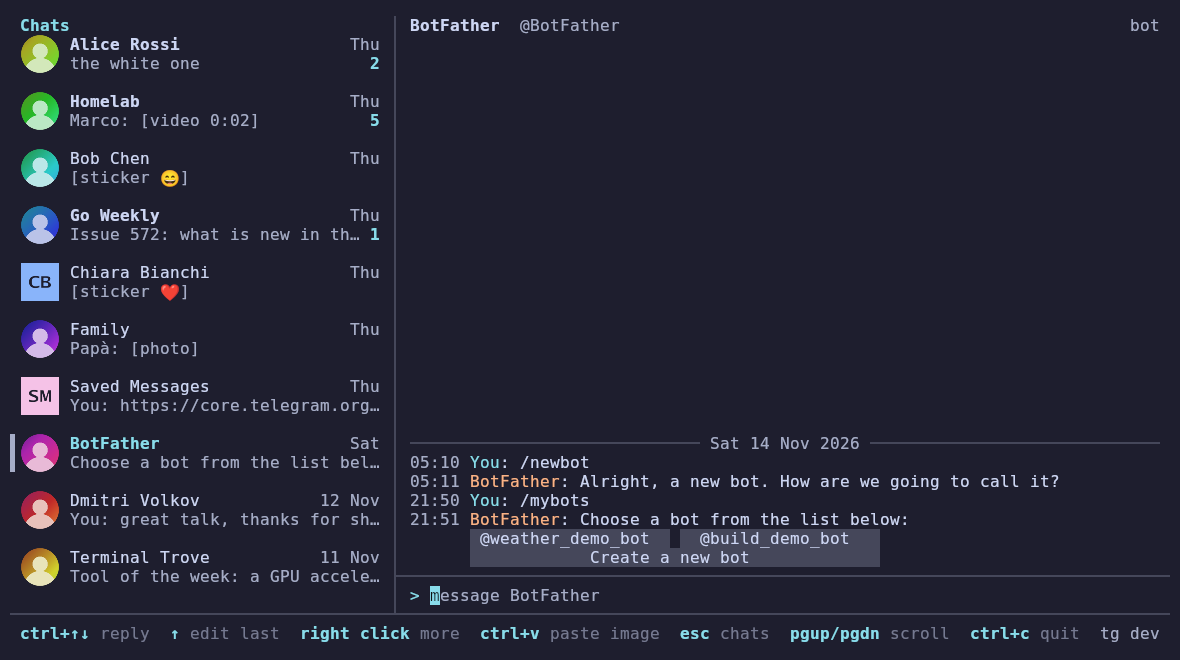 Chats
Alice Rossi Thu
the white one 2
Homelab Thu
Marco: [video 0:02] 5
Bob Chen Thu
[sticker 😄]
Go Weekly Thu
Issue 572: what is new in th… 1
CB
Chiara Bianchi Thu
[sticker ❤️]
Family Thu
Papà: [photo]
SM
Saved Messages Thu
You: https://core.telegram.org…
BotFather Sat
Choose a bot from the list bel…
Dmitri Volkov 12 Nov
You: great talk, thanks for sh…
Terminal Trove 11 Nov
Tool of the week: a GPU accele…
BotFather @BotFather bot
Sat 14 Nov 2026
05:10 You: /newbot
05:11 BotFather: Alright, a new bot. How are we going to call it?
21:50 You: /mybots
21:51 BotFather: Choose a bot from the list below:
@weather_demo_bot @build_demo_bot
Create a new bot
> message BotFather
ctrl+↑↓ reply ↑ edit last right click more ctrl+v paste image esc chats pgup/pgdn scroll ctrl+c quit tg dev